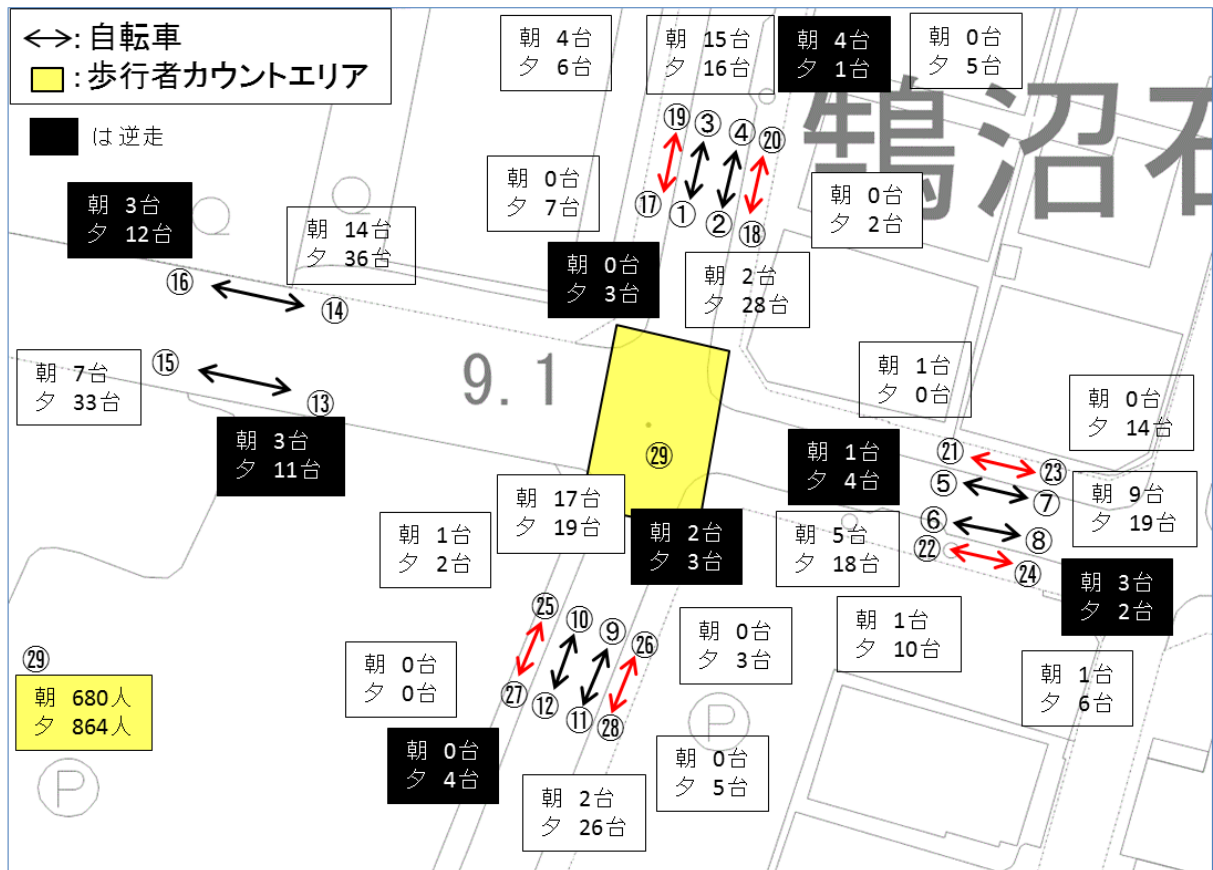 ↔: 自転車
: 歩行者カウントエリア
は逆走
朝 4台
夕 6台
朝 15台
夕 16台
朝 4台
夕 1台
朝 0台
夕 5台
鵠沼石
⑲
③
④
⑳
⑰
①
②
⑱
朝 0台
夕 7台
朝 0台
夕 2台
朝 3台
夕 12台
朝 14台
夕 36台
朝 0台
夕 3台
朝 2台
夕 28台
⑯
⑭
⑮
⑬
朝 7台
夕 33台
9.1
朝 3台
夕 11台
㉙
朝 1台
夕 0台
朝 0台
夕 14台
朝 1台
夕 4台
㉑
㉓
⑤
⑦
⑥
⑧
㉒
㉔
朝 9台
夕 19台
朝 17台
夕 19台
朝 2台
夕 3台
朝 5台
夕 18台
朝 1台
夕 2台
朝 3台
夕 2台
朝 1台
夕 10台
朝 0台
夕 3台
朝 1台
夕 6台
㉕
⑩
⑨
㉖
㉗
⑫
⑪
㉘
朝 0台
夕 0台
㉙
朝 680人
夕 864人
P
P
朝 0台
夕 4台
朝 0台
夕 5台
朝 2台
夕 26台